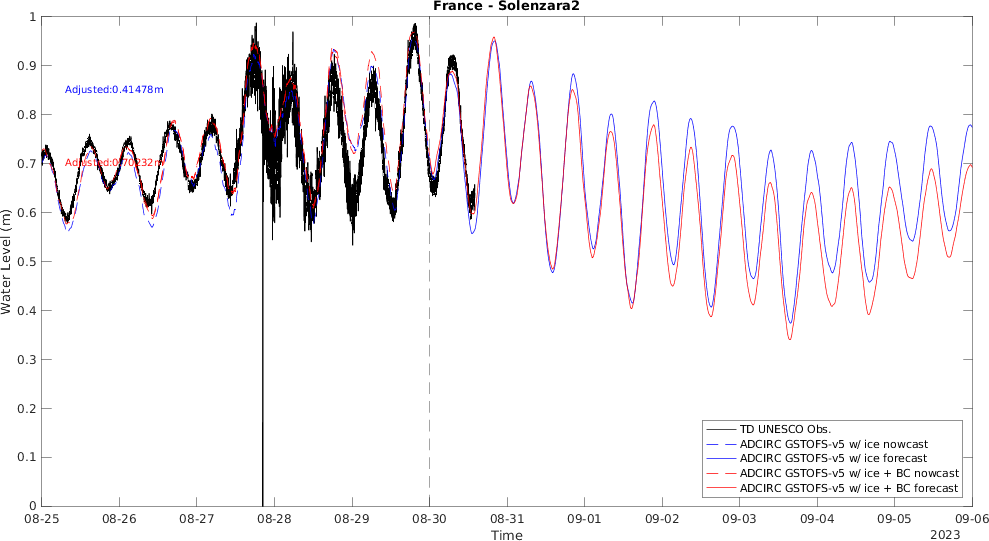 France - Solenzara2
1
0.9
0.8
0.7
0.6
0.5
0.4
0.3
0.2
0.1
0
Water Level (m)
Adjusted:0.41478m
Adjusted:0.70232m
TD UNESCO Obs.
ADCIRC GSTOFS-v5 w/ ice nowcast
ADCIRC GSTOFS-v5 w/ ice forecast
ADCIRC GSTOFS-v5 w/ ice + BC nowcast
ADCIRC GSTOFS-v5 w/ ice + BC forecast
08-25 08-26 08-27 08-28 08-29 08-30 08-31 09-01 09-02 09-03 09-04 09-05 09-06
Time
2023